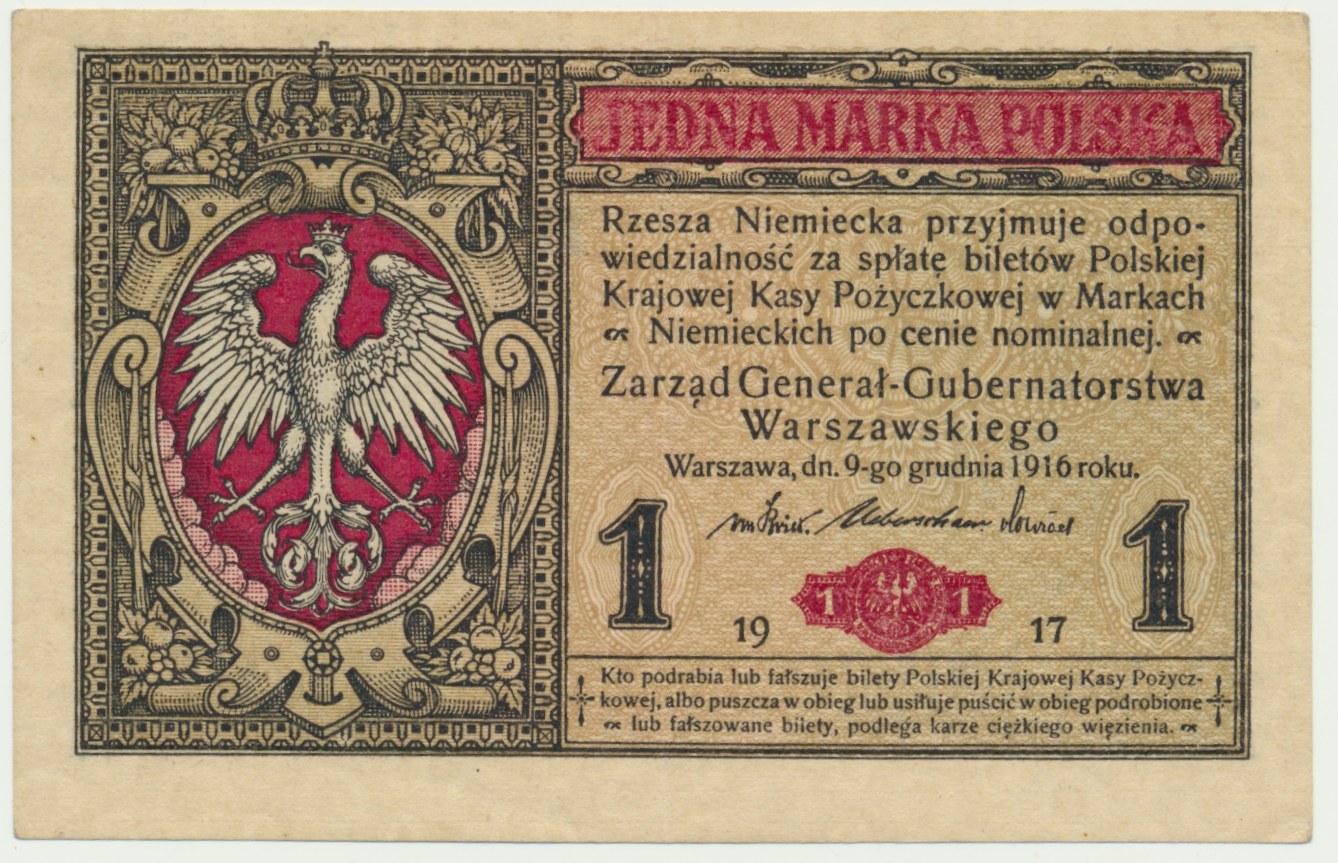 JEDNA MARKA POLSKA
Rzesza Niemiecka przyjmuje odpo-
wiedzialność za spłatę biletów Polskiej
Krajowej Kasy Pożyczkowej w Markach
Niemieckich po cenie nominalnej.
Zarząd Generał-Gubernatorstwa
Warszawskiego
Warszawa, dn. 9-go grudnia 1916 roku.
1 1
1 1
19 17
Kto podrabia lub fałszuje bilety Polskiej Krajowej Kasy Pożycz-
kowej, albo puszcza w obieg lub usiłuje puścić w obieg podrobione
lub fałszowane bilety, podlega karze ciężkiego więzienia.